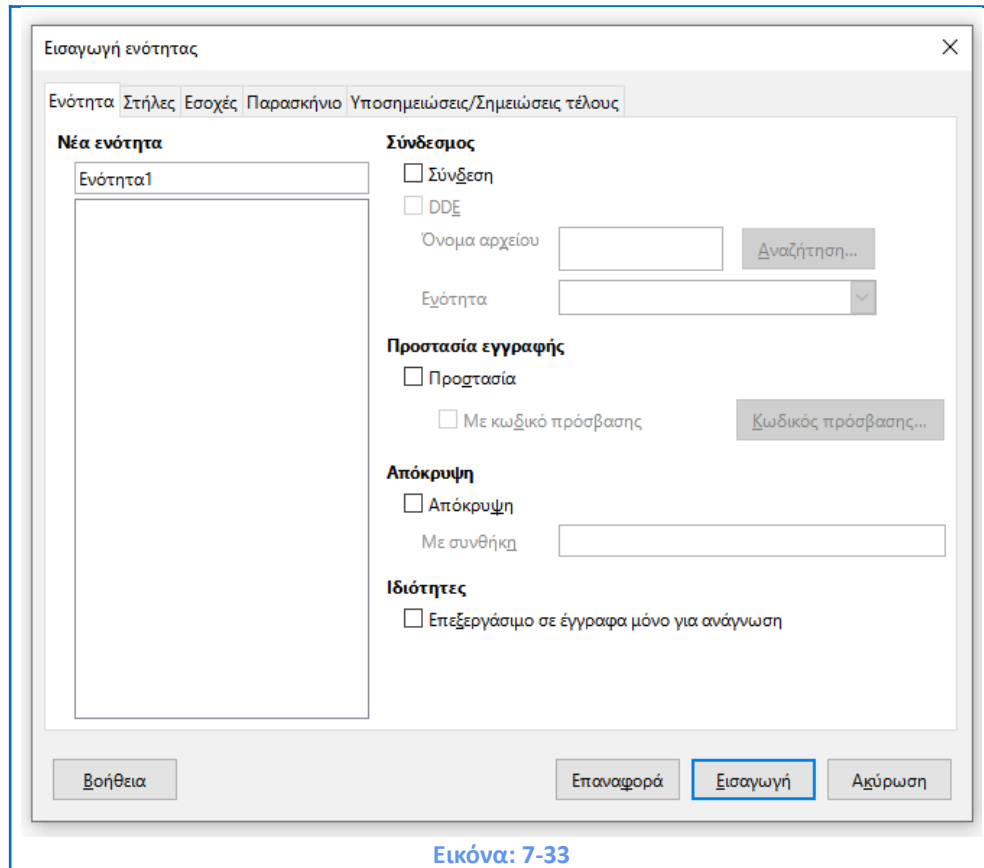 Εισαγωγή ενότητας
Ενότητα Στήλες Εσοχές Παρασκήνιο Υποσημειώσεις/Σημειώσεις τέλους
Νέα ενότητα
Ενότητα1
Σύνδεσμος
Σύνδεση
DDE
Όνομα αρχείου
Αναζήτηση...
Ενότητα
Προστασία εγγραφής
Προστασία
Με κωδικό πρόσβασης
Κωδικός πρόσβασης...
Απόκρυψη
Απόκρυψη
Με συνθήκη
Ιδιότητες
Επεξεργάσιμο σε έγγραφα μόνο για ανάγνωση
Βοήθεια
Επαναφορά
Εισαγωγή
Ακύρωση
Εικόνα: 7-33